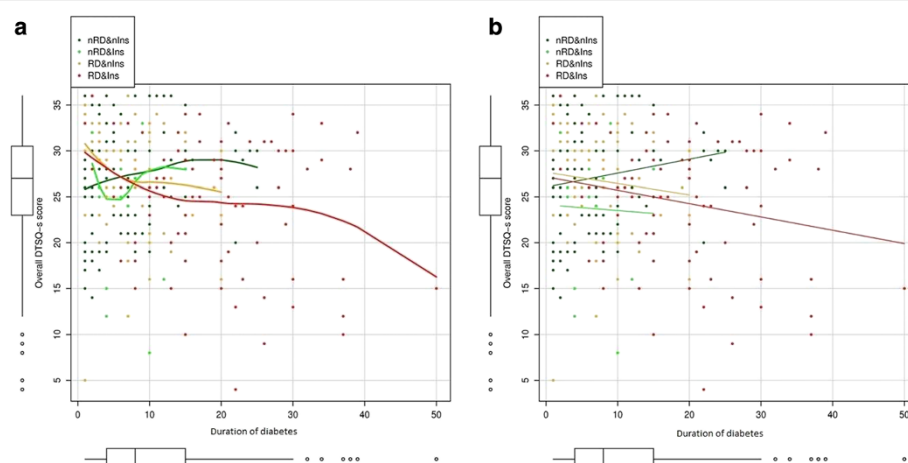 a
nRD&nIns
nRD&Ins
RD&nIns
RD&Ins
Overall DTSQ-s score
35
30
25
20
15
10
5
0 10 20 30 40 50
Duration of diabetes
b
nRD&nIns
nRD&Ins
RD&nIns
RD&Ins
Overall DTSQ-s score
35
30
25
20
15
10
5
0 10 20 30 40 50
Duration of diabetes